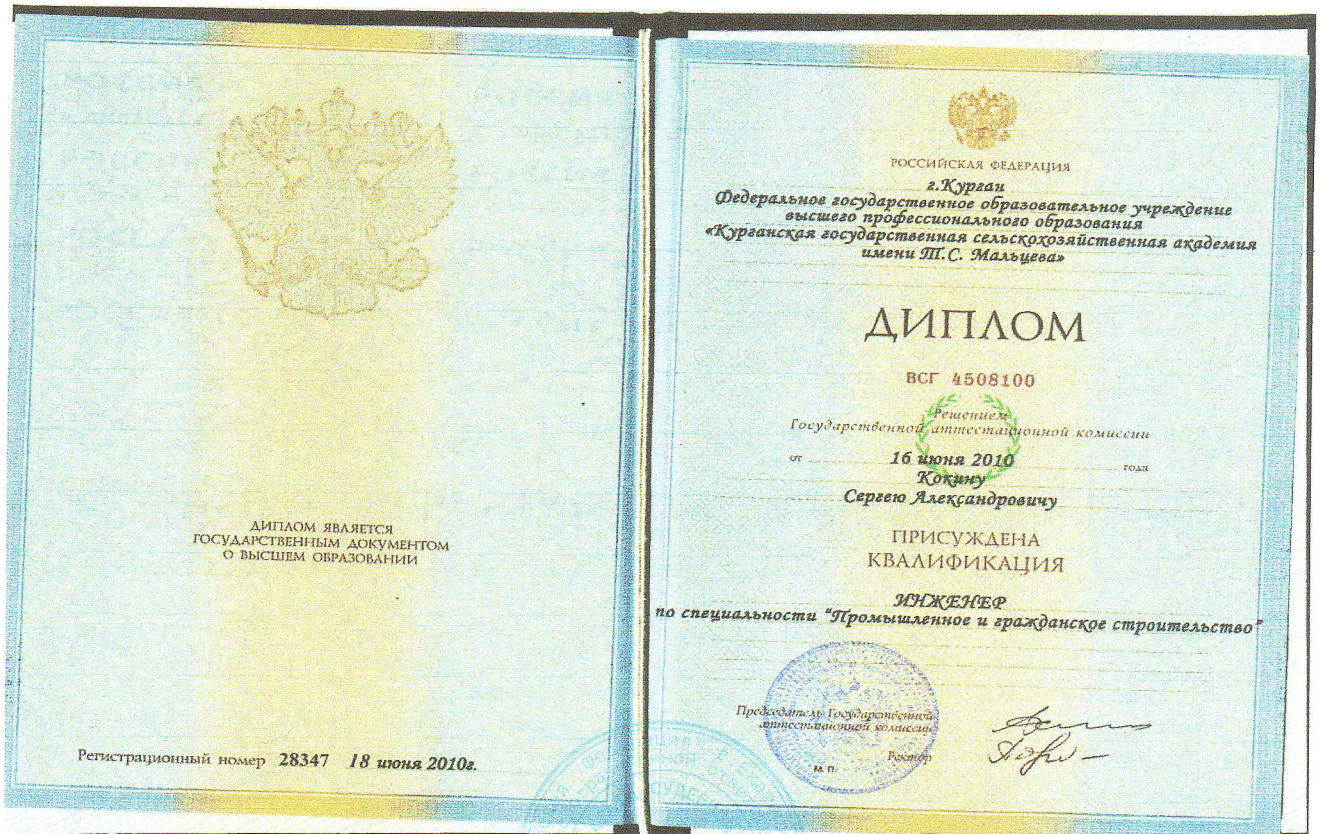 ДИПЛОМ ЯВЛЯЕТСЯ
ГОСУДАРСТВЕННЫМ ДОКУМЕНТОМ
О ВЫСШЕМ ОБРАЗОВАНИИ
Регистрационный номер 28347 18 июня 2010г.
РОССИЙСКАЯ ФЕДЕРАЦИЯ
г.Курган
Федеральное государственное образовательное учреждение
высшего профессионального образования
«Курганская государственная сельскохозяйственная академия
имени Т.С. Мальцева»
ДИПЛОМ
ВСГ 4508100
Решением
Государственной аттестационной комиссии
от 16 июня 2010 года
Кокину
Сергею Александровичу
ПРИСУЖДЕНА
КВАЛИФИКАЦИЯ
ИНЖЕНЕР
по специальности "Промышленное и гражданское строительство"
Председатель Государственной
аттестационной комиссии
Ректор
М.П.